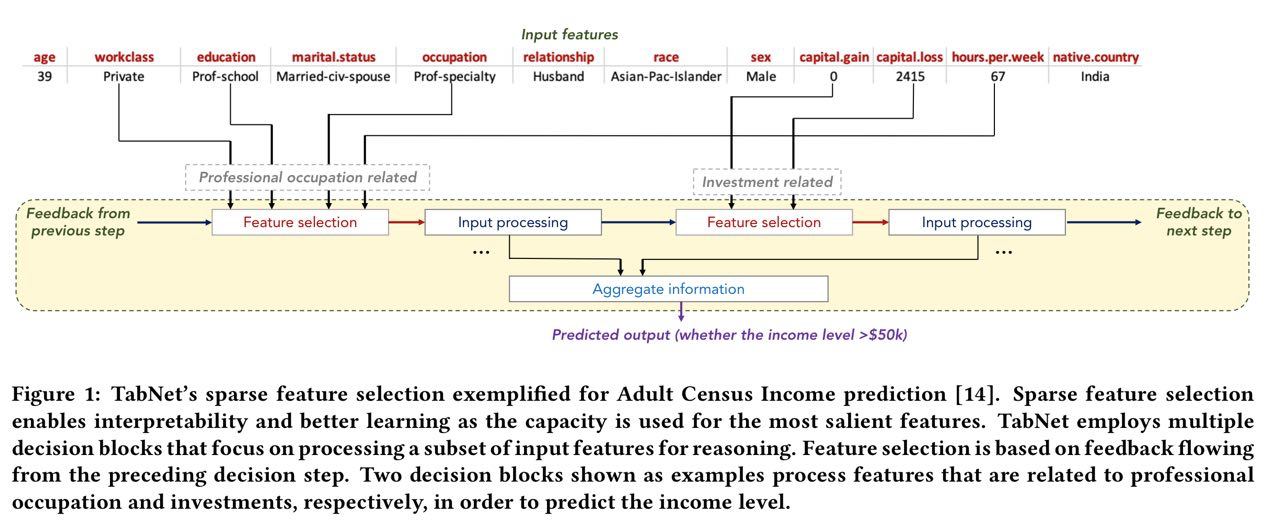 Input features
age workclass education marital.status occupation relationship race sex capital.gain capital.loss hours.per.week native.country
39 Private Prof-school Married-civ-spouse Prof-specialty Husband Asian-Pac-Islander Male 0 2415 67 India
Professional occupation related
Investment related
Feedback from
previous step
Feature selection
Input processing
Feature selection
Input processing
Feedback to
next step
...
...
Aggregate information
Predicted output (whether the income level >$50k)
Figure 1: TabNet's sparse feature selection exemplified for Adult Census Income prediction [14]. Sparse feature selection
enables interpretability and better learning as the capacity is used for the most salient features. TabNet employs multiple
decision blocks that focus on processing a subset of input features for reasoning. Feature selection is based on feedback flowing
from the preceding decision step. Two decision blocks shown as examples process features that are related to professional
occupation and investments, respectively, in order to predict the income level.